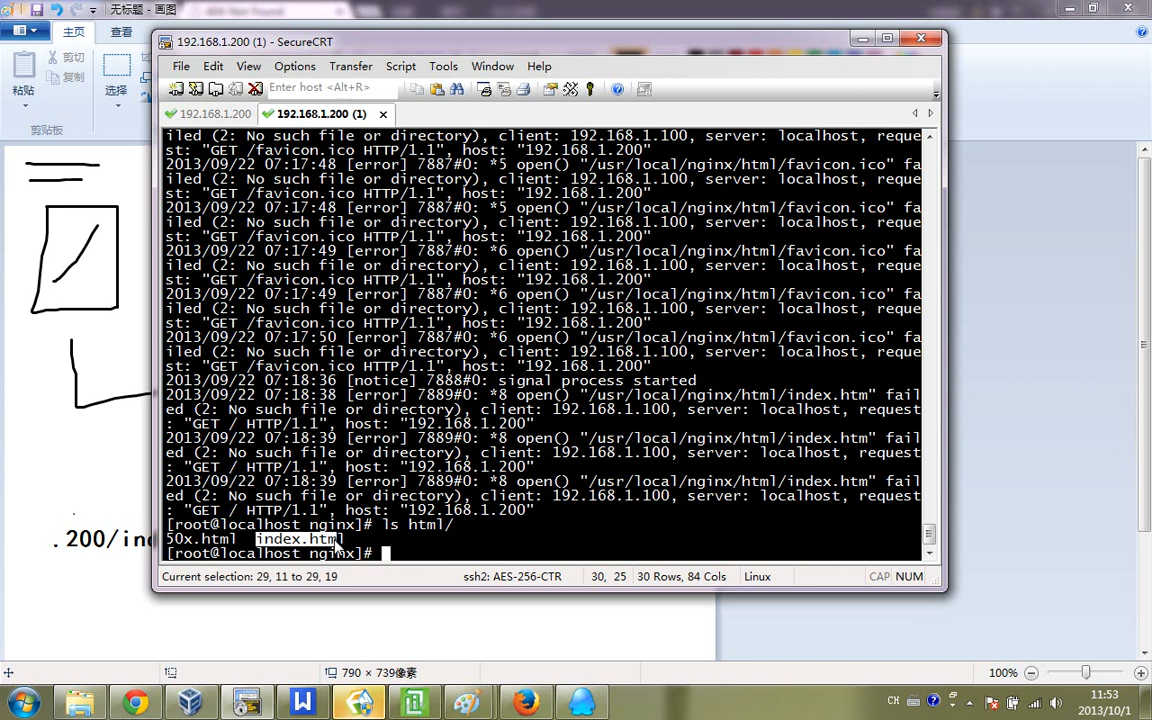 无标题 - 画图
主页
查看
粘贴
剪切
复制
选择
剪贴板
192.168.1.200 (1) - SecureCRT
File Edit View Options Transfer Script Tools Window Help
Enter host <Alt+R>
192.168.1.200
192.168.1.200 (1)
iled (2: No such file or directory), client: 192.168.1.100, server: localhost, reque
st: "GET /favicon.ico HTTP/1.1", host: "192.168.1.200"
2013/09/22 07:17:48 [error] 7887#0: *5 open() "/usr/local/nginx/html/favicon.ico" fa
iled (2: No such file or directory), client: 192.168.1.100, server: localhost, reque
st: "GET /favicon.ico HTTP/1.1", host: "192.168.1.200"
2013/09/22 07:17:48 [error] 7887#0: *5 open() "/usr/local/nginx/html/favicon.ico" fa
iled (2: No such file or directory), client: 192.168.1.100, server: localhost, reque
st: "GET /favicon.ico HTTP/1.1", host: "192.168.1.200"
2013/09/22 07:17:49 [error] 7887#0: *6 open() "/usr/local/nginx/html/favicon.ico" fa
iled (2: No such file or directory), client: 192.168.1.100, server: localhost, reque
st: "GET /favicon.ico HTTP/1.1", host: "192.168.1.200"
2013/09/22 07:17:49 [error] 7887#0: *6 open() "/usr/local/nginx/html/favicon.ico" fa
iled (2: No such file or directory), client: 192.168.1.100, server: localhost, reque
st: "GET /favicon.ico HTTP/1.1", host: "192.168.1.200"
2013/09/22 07:17:50 [error] 7887#0: *6 open() "/usr/local/nginx/html/favicon.ico" fa
iled (2: No such file or directory), client: 192.168.1.100, server: localhost, reque
st: "GET /favicon.ico HTTP/1.1", host: "192.168.1.200"
2013/09/22 07:18:36 [notice] 7888#0: signal process started
2013/09/22 07:18:38 [error] 7889#0: *8 open() "/usr/local/nginx/html/index.htm" fail
ed (2: No such file or directory), client: 192.168.1.100, server: localhost, request
: "GET / HTTP/1.1", host: "192.168.1.200"
2013/09/22 07:18:39 [error] 7889#0: *8 open() "/usr/local/nginx/html/index.htm" fail
ed (2: No such file or directory), client: 192.168.1.100, server: localhost, request
: "GET / HTTP/1.1", host: "192.168.1.200"
2013/09/22 07:18:39 [error] 7889#0: *8 open() "/usr/local/nginx/html/index.htm" fail
ed (2: No such file or directory), client: 192.168.1.100, server: localhost, request
: "GET / HTTP/1.1", host: "192.168.1.200"
[root@localhost nginx]# ls html/
50x.html index.html
[root@localhost nginx]#
.200/ind
Current selection: 29, 11 to 29, 19 ssh2: AES-256-CTR 30, 25 30 Rows, 84 Cols Linux CAP NUM
790 × 739像素
100%
CH
11:53
2013/10/1